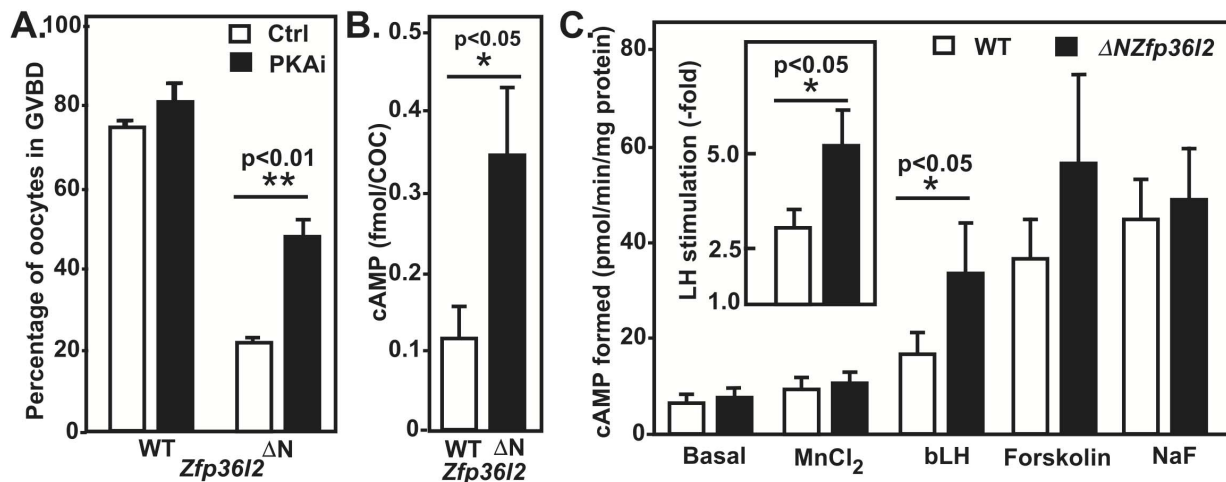 A.
Percentage of oocytes in GVBD
100
80
60
40
20
0
Ctrl
PKAi
p<0.01
**
WT ΔN
Zfp36l2
B.
cAMP (fmol/COC)
0.5
0.4
0.3
0.2
0.1
0
p<0.05
*
WT ΔN
Zfp36l2
C.
cAMP formed (pmol/min/mg protein)
80
60
40
20
0
WT ΔNZfp36l2
LH stimulation (-fold)
5.0
2.5
1.0
p<0.05
*
p<0.05
*
Basal MnCl₂ bLH Forskolin NaF